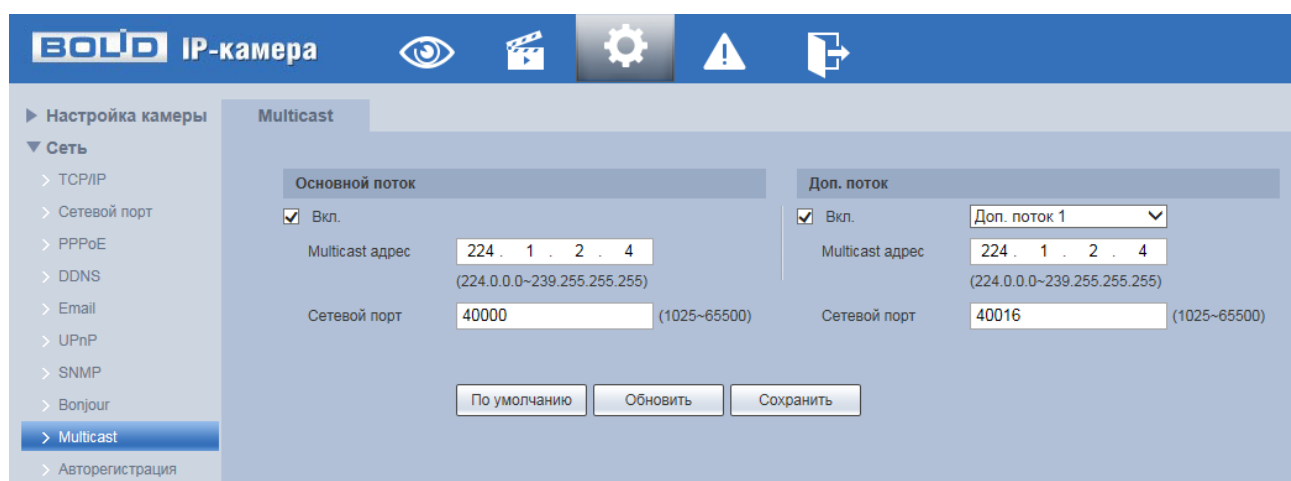 BOLID IP-камера
Настройка камеры
Multicast
Сеть
TCP/IP
Сетевой порт
PPPoE
DDNS
Email
UPnP
SNMP
Bonjour
Multicast
Авторегистрация
Основной поток
Вкл.
Multicast адрес 224 . 1 . 2 . 4
(224.0.0.0~239.255.255.255)
Сетевой порт 40000 (1025~65500)
Доп. поток
Вкл. Доп. поток 1
Multicast адрес 224 . 1 . 2 . 4
(224.0.0.0~239.255.255.255)
Сетевой порт 40016 (1025~65500)
По умолчанию Обновить Сохранить